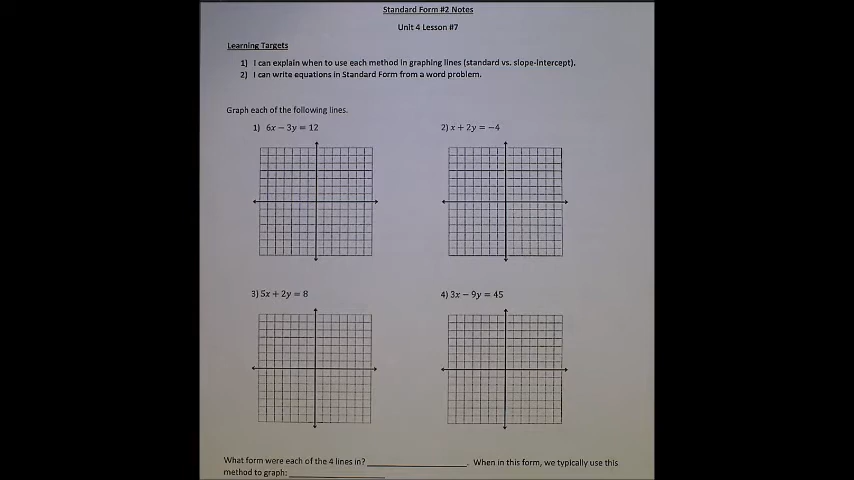 Standard Form #2 Notes
Unit 4 Lesson #7
Learning Targets
1) I can explain when to use each method in graphing lines (standard vs. slope-intercept).
2) I can write equations in Standard Form from a word problem.
Graph each of the following lines.
1) 6x − 3y = 12
2) x + 2y = −4
3) 5x + 2y = 8
4) 3x − 9y = 45
What form were each of the 4 lines in? ____________________. When in this form, we typically use this
method to graph: ____________________